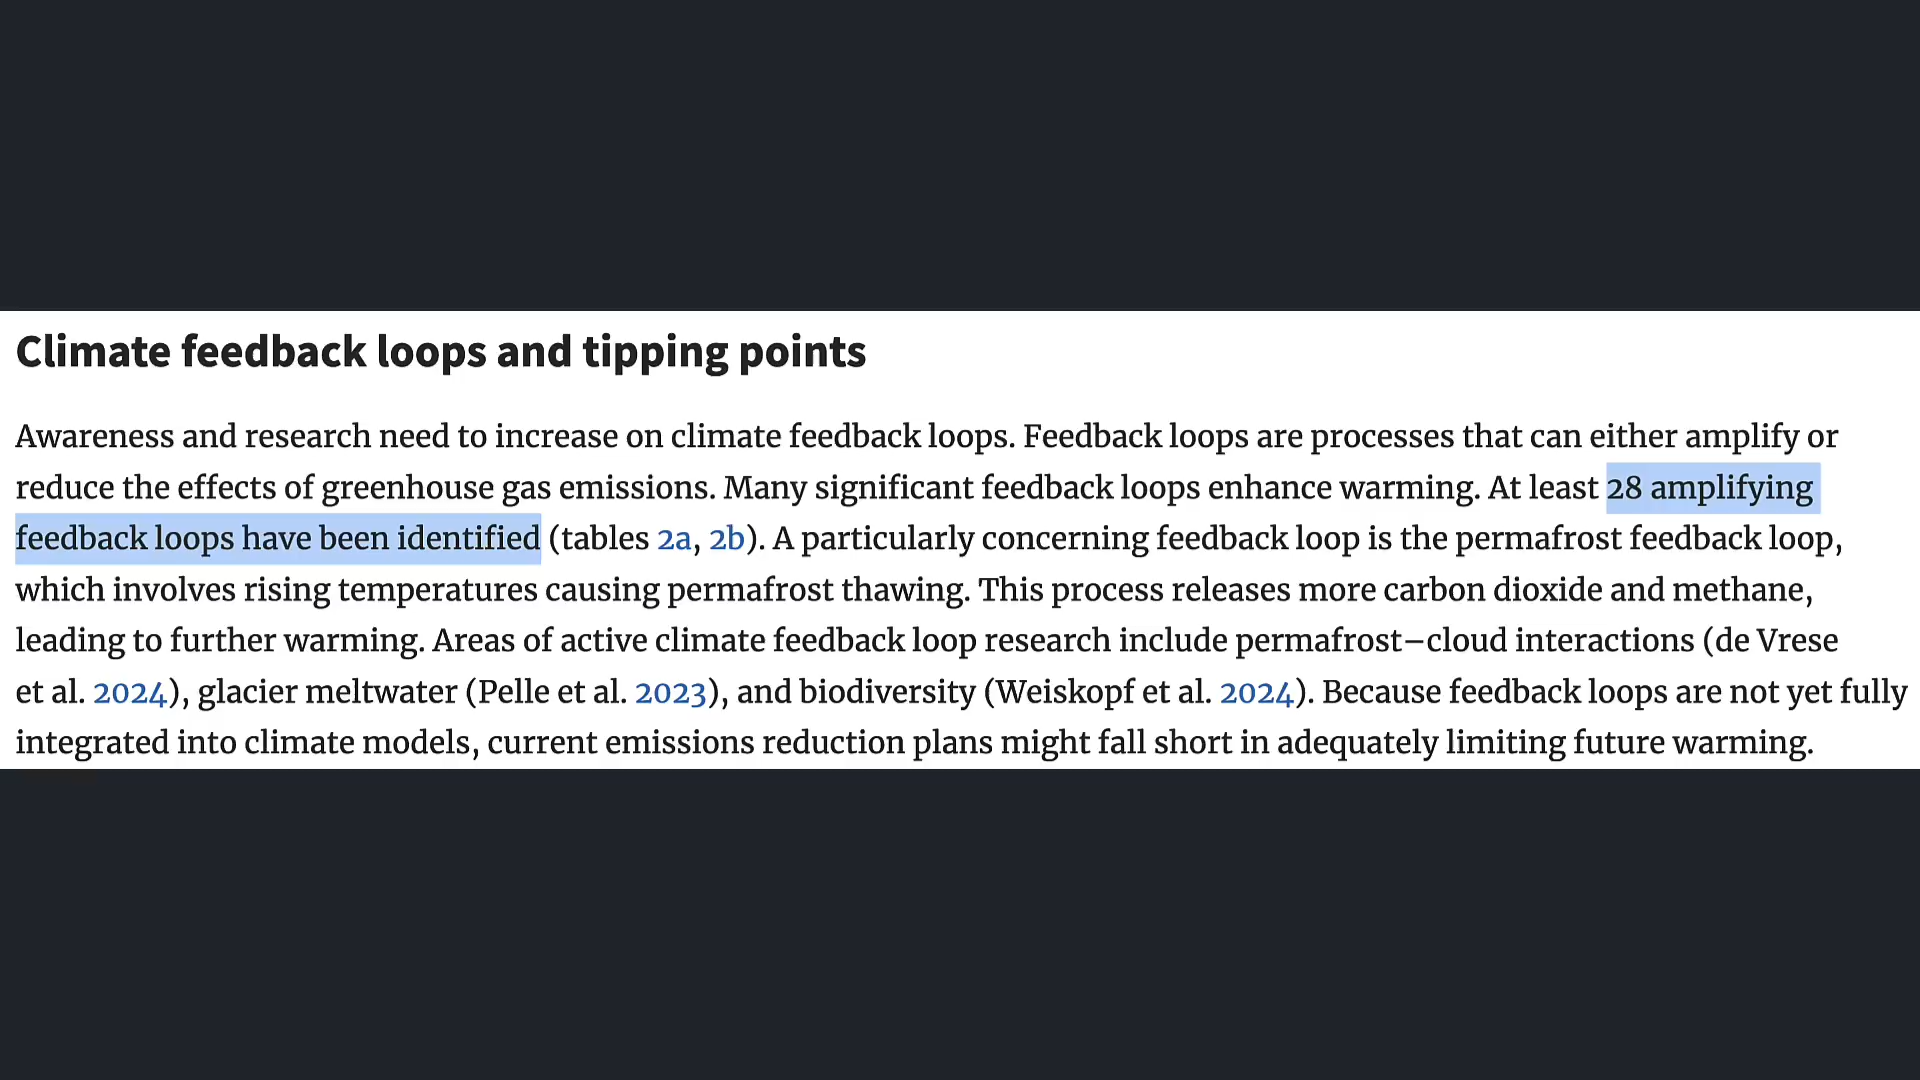 Climate feedback loops and tipping points
Awareness and research need to increase on climate feedback loops. Feedback loops are processes that can either amplify or
reduce the effects of greenhouse gas emissions. Many significant feedback loops enhance warming. At least 28 amplifying
feedback loops have been identified (tables 2a, 2b). A particularly concerning feedback loop is the permafrost feedback loop,
which involves rising temperatures causing permafrost thawing. This process releases more carbon dioxide and methane,
leading to further warming. Areas of active climate feedback loop research include permafrost–cloud interactions (de Vrese
et al. 2024), glacier meltwater (Pelle et al. 2023), and biodiversity (Weiskopf et al. 2024). Because feedback loops are not yet fully
integrated into climate models, current emissions reduction plans might fall short in adequately limiting future warming.